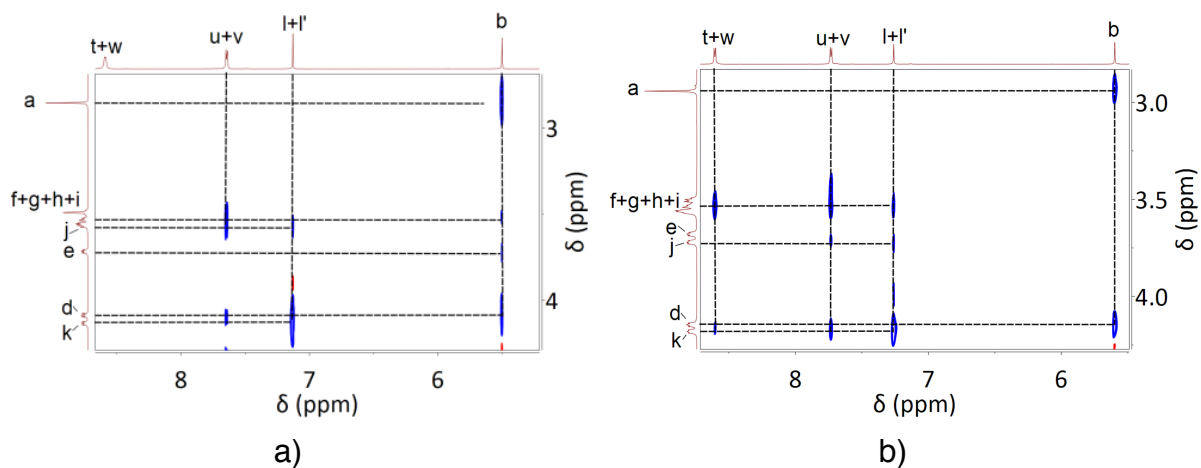 t+w
u+v
l+l'
b
a
f+g+h+i
j
e
d
k
3
4
δ (ppm)
8
7
6
δ (ppm)
a)
t+w
u+v
l+l'
b
a
f+g+h+i
e
j
d
k
3.0
3.5
4.0
δ (ppm)
8
7
6
δ (ppm)
b)